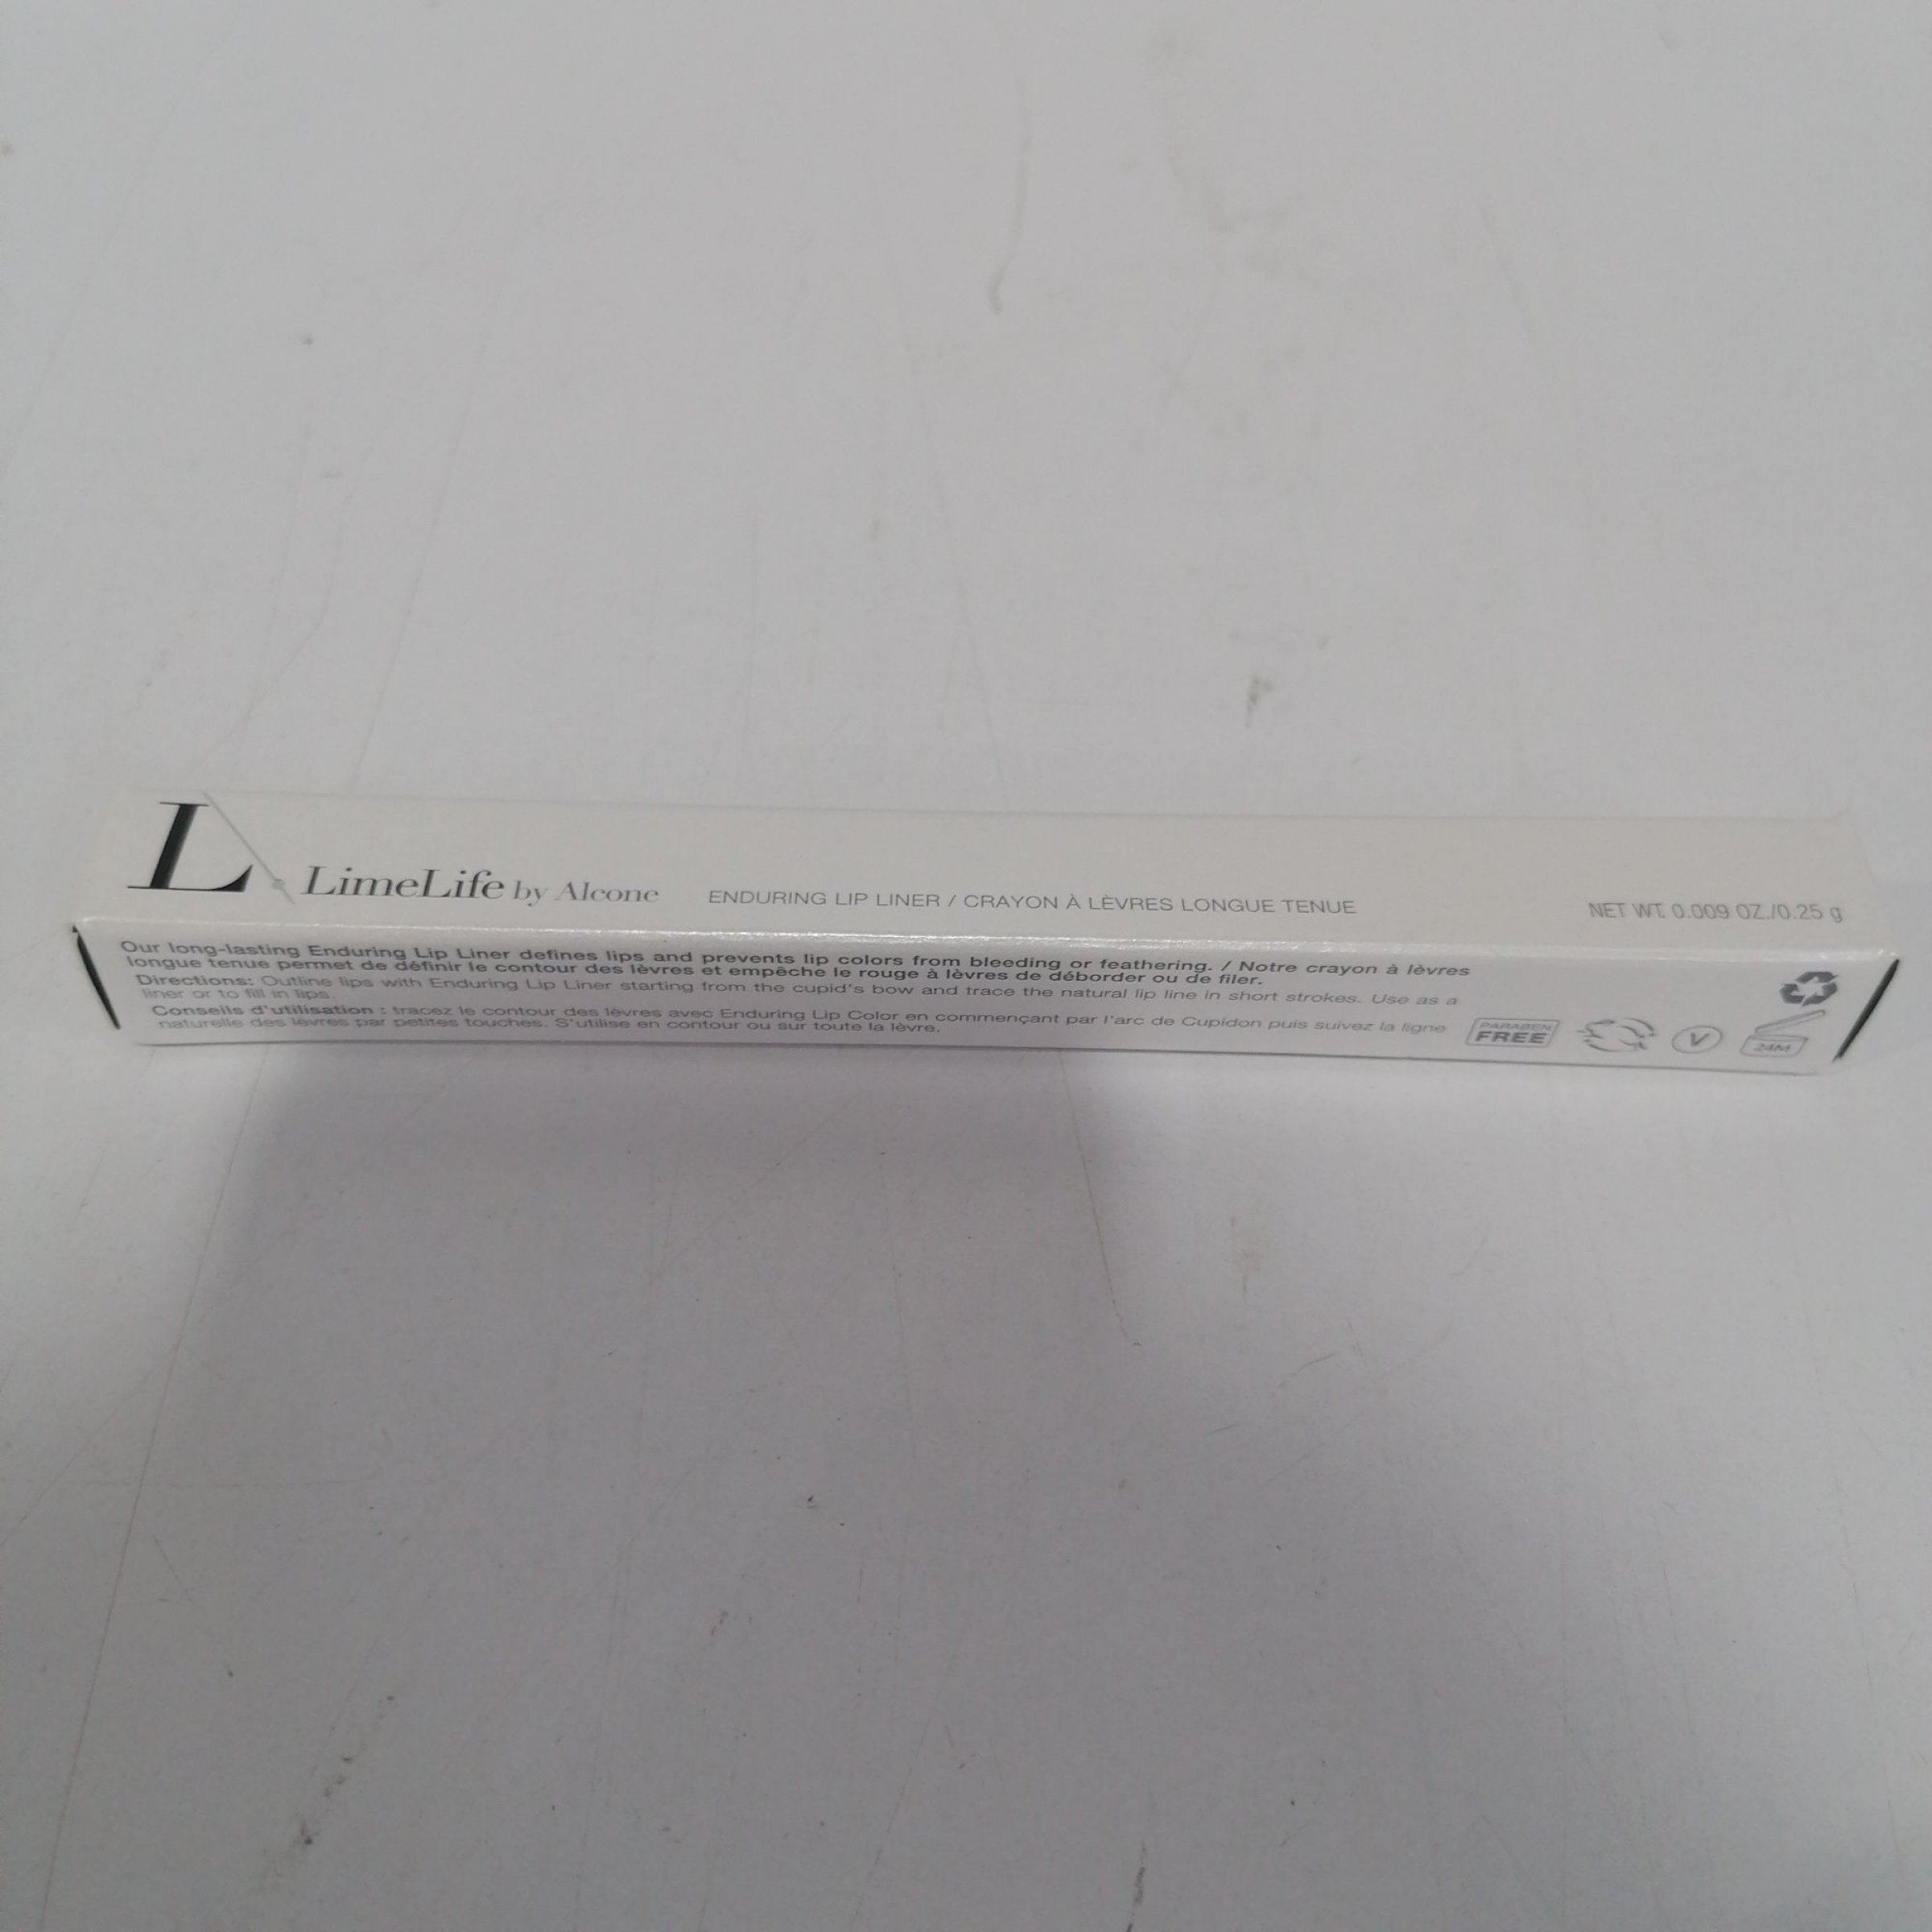 L
LimeLife by Alcone
ENDURING LIP LINER / CRAYON À LÈVRES LONGUE TENUE
NET WT. 0.009 OZ./0.25 g
Our long-lasting Enduring Lip Liner defines lips and prevents lip colors from bleeding or feathering. / Notre crayon à lèvres
longue tenue permet de définir le contour des lèvres et empêche le rouge à lèvres de déborder ou de filer.
Directions: Outline lips with Enduring Lip Liner starting from the cupid's bow and trace the natural lip line in short strokes. Use as a
liner or to fill in lips.
Conseils d'utilisation : tracez le contour des lèvres avec Enduring Lip Color en commençant par l'arc de Cupidon puis suivez la ligne
naturelle des lèvres par petites touches. S'utilise en contour ou sur toute la lèvre.
PARABEN
FREE
V
24M